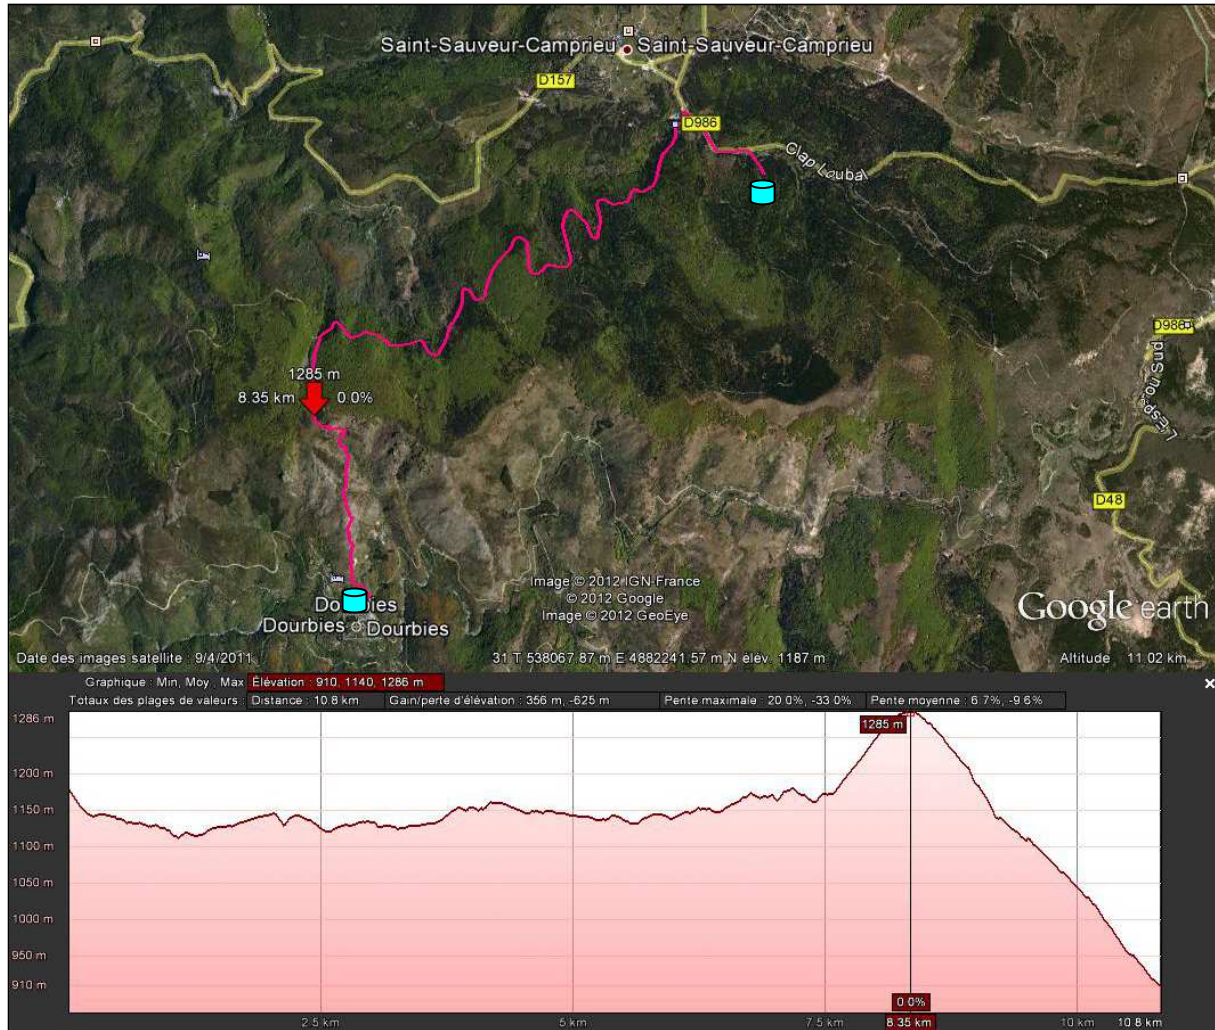 Saint-Sauveur-Camprieu Saint-Sauveur-Camprieu
D157
D986
Clap Loubal
1285 m
8.35 km 0.0%
D986
L'Esp on Sud
D48
Image © 2012 IGN-France
© 2012 Google
Image © 2012 GeoEye
Google earth
Dourbies
Dourbies Dourbies
Date des images satellite : 9/4/2011
31 T 538067.87 m E 4882241.57 m N élév. 1187 m
Altitude 11.02 km
Graphique : Min, Moy , Max Élévation : 910, 1140, 1286 m
Totaux des plages de valeurs : Distance : 10.8 km Gain/perte d'élévation : 356 m, -625 m Pente maximale : 20.0%, -33.0% Pente moyenne : 6.7%, -9.6%
1286 m
1285 m
1200 m
1150 m
1100 m
1050 m
1000 m
950 m
910 m
0.0%
2.5 km 5 km 7.5 km 8.35 km 10 km 10.8 km